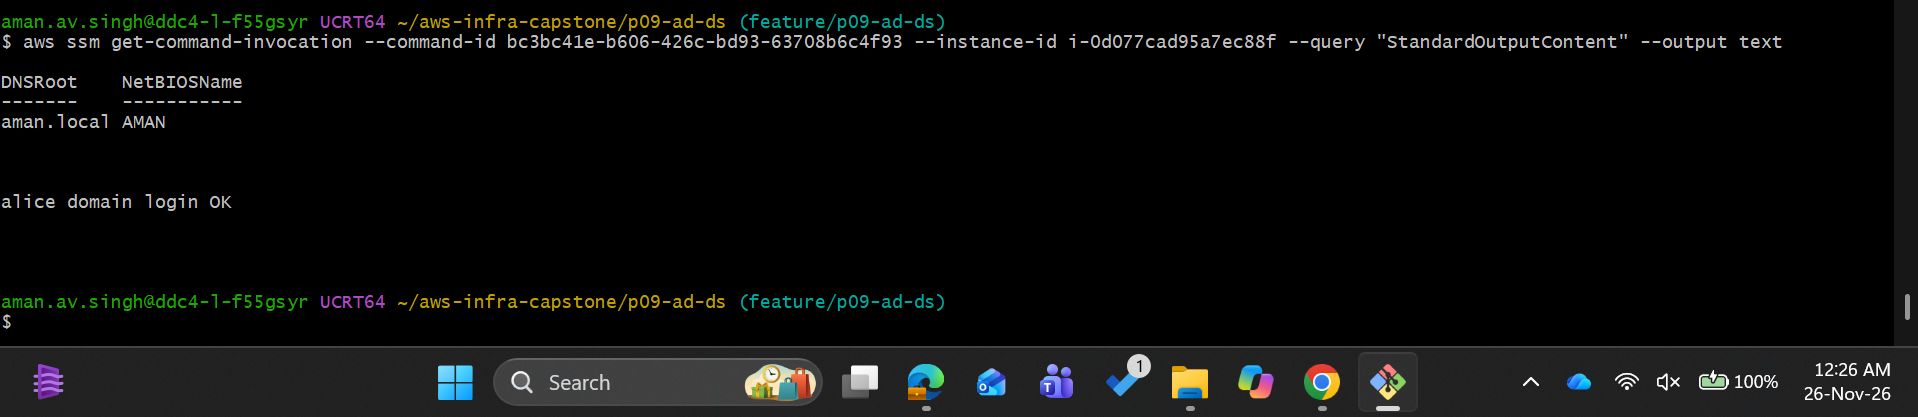 aman.av.singh@ddc4-l-f55gsyr UCRT64 ~/aws-infra-capstone/p09-ad-ds (feature/p09-ad-ds)
$ aws ssm get-command-invocation --command-id bc3bc41e-b606-426c-bd93-63708b6c4f93 --instance-id i-0d077cad95a7ec88f --query "StandardOutputContent" --output text
DNSRoot    NetBIOSName
-------    -----------
aman.local AMAN
alice domain login OK
aman.av.singh@ddc4-l-f55gsyr UCRT64 ~/aws-infra-capstone/p09-ad-ds (feature/p09-ad-ds)
$
Search
1
100%
12:26 AM
26-Nov-26